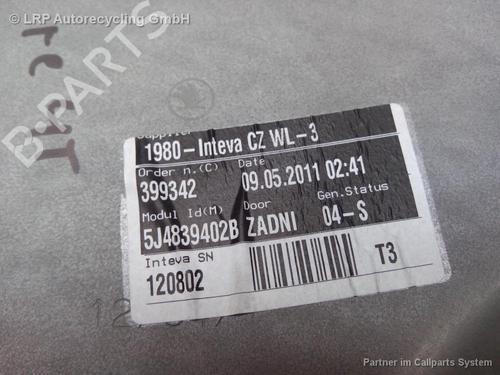 LRP Autorecycling GmbH
Supplier
1980-Inteva CZ WL-3
Order n.(C) Date
399342 09.05.2011 02:41
Modul Id(M) Door Gen.Status
5J4839402B ZADNI 04-S
Inteva SN
120802
T3
Partner im Callparts System